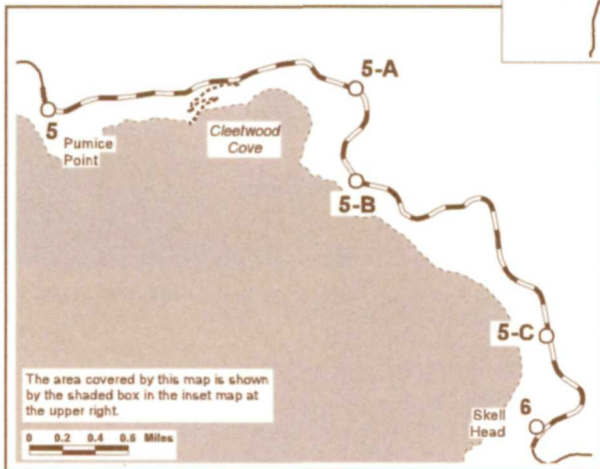 5-A
5
Pumice
Point
Cleetwood
Cove
5-B
5-C
The area covered by this map is shown
by the shaded box in the inset map at
the upper right.
6
Skell
Head
0 0.2 0.4 0.6 Miles